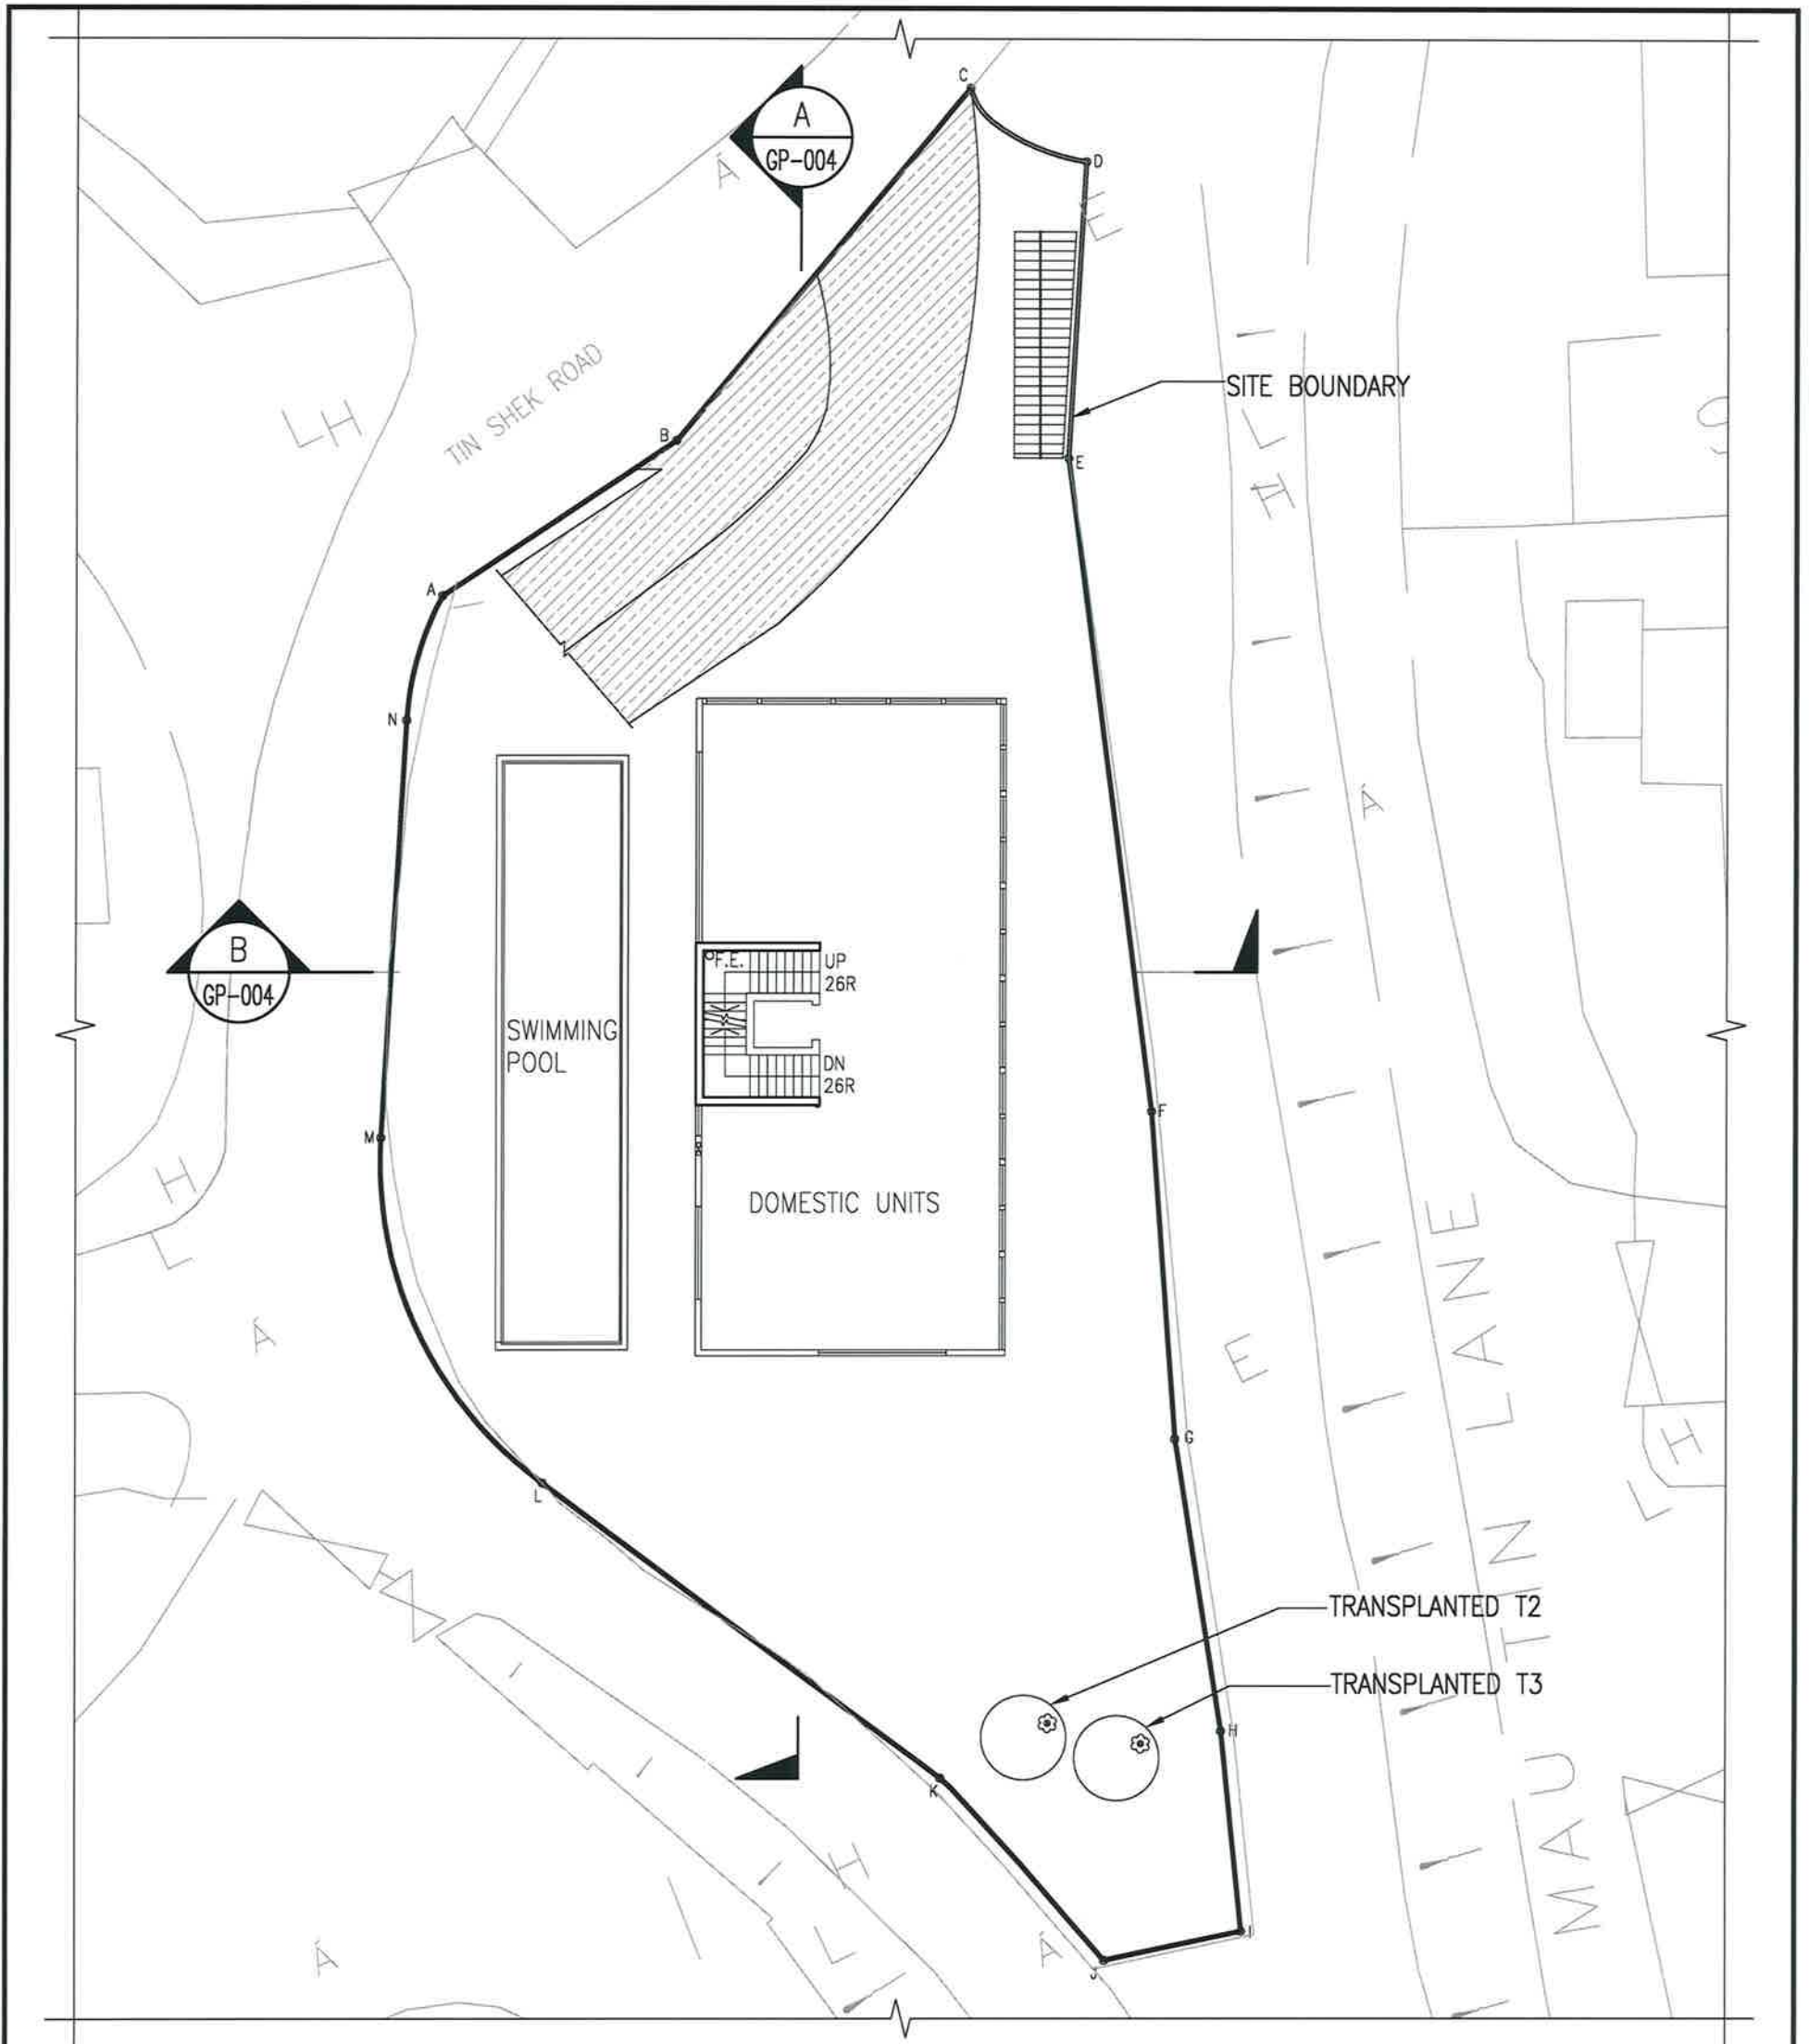 C
A
GP-004
D
Á
E
SITE BOUNDARY
LH
TIN SHEK ROAD
B
E
L
H
A
N
Á
B
GP-004
F.E.
UP
26R
SWIMMING
POOL
DN
26R
F
M
DOMESTIC UNITS
H
L
Á
E
G
H
L
L
MAU TIN LANE
TRANSPLANTED T2
TRANSPLANTED T3
H
K
H
L
I
Á
Á
J